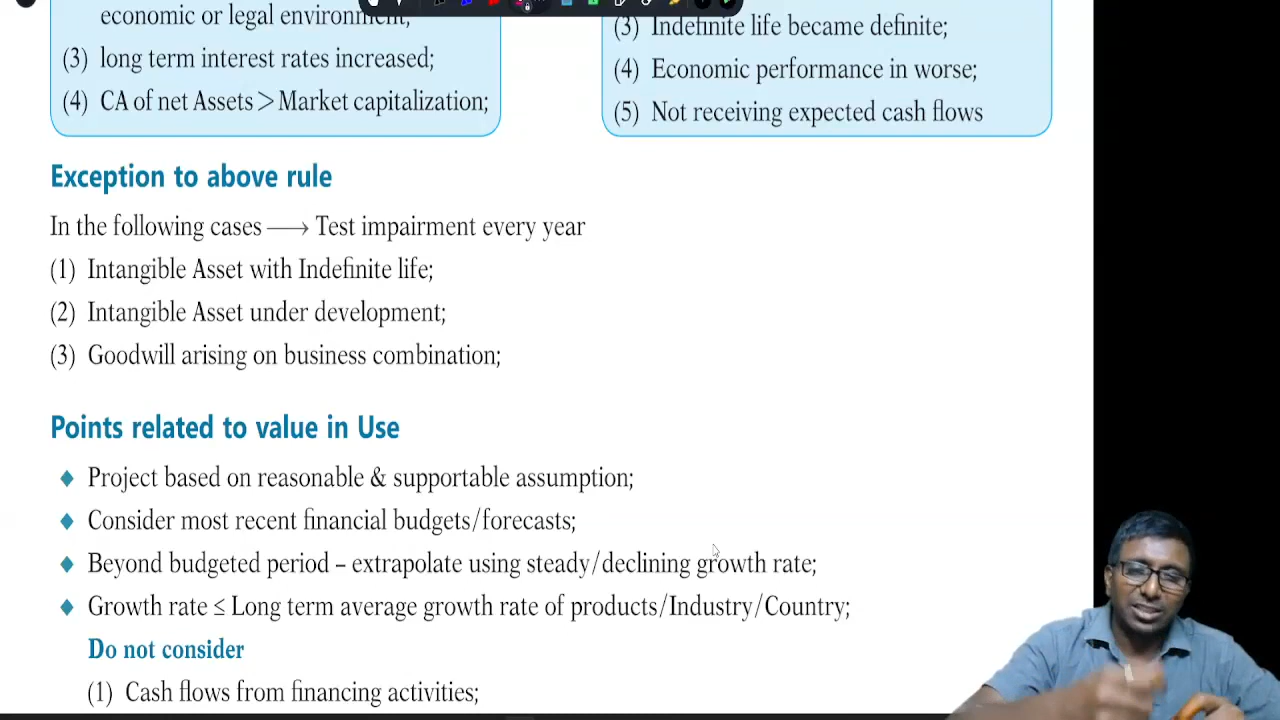 economic or legal environment;
(3) long term interest rates increased;
(4) CA of net Assets > Market capitalization;
(3) Indefinite life became definite;
(4) Economic performance in worse;
(5) Not receiving expected cash flows
Exception to above rule
In the following cases ⟶ Test impairment every year
(1) Intangible Asset with Indefinite life;
(2) Intangible Asset under development;
(3) Goodwill arising on business combination;
Points related to value in Use
♦ Project based on reasonable & supportable assumption;
♦ Consider most recent financial budgets/forecasts;
♦ Beyond budgeted period – extrapolate using steady/declining growth rate;
♦ Growth rate ≤ Long term average growth rate of products/Industry/Country;
Do not consider
(1) Cash flows from financing activities;